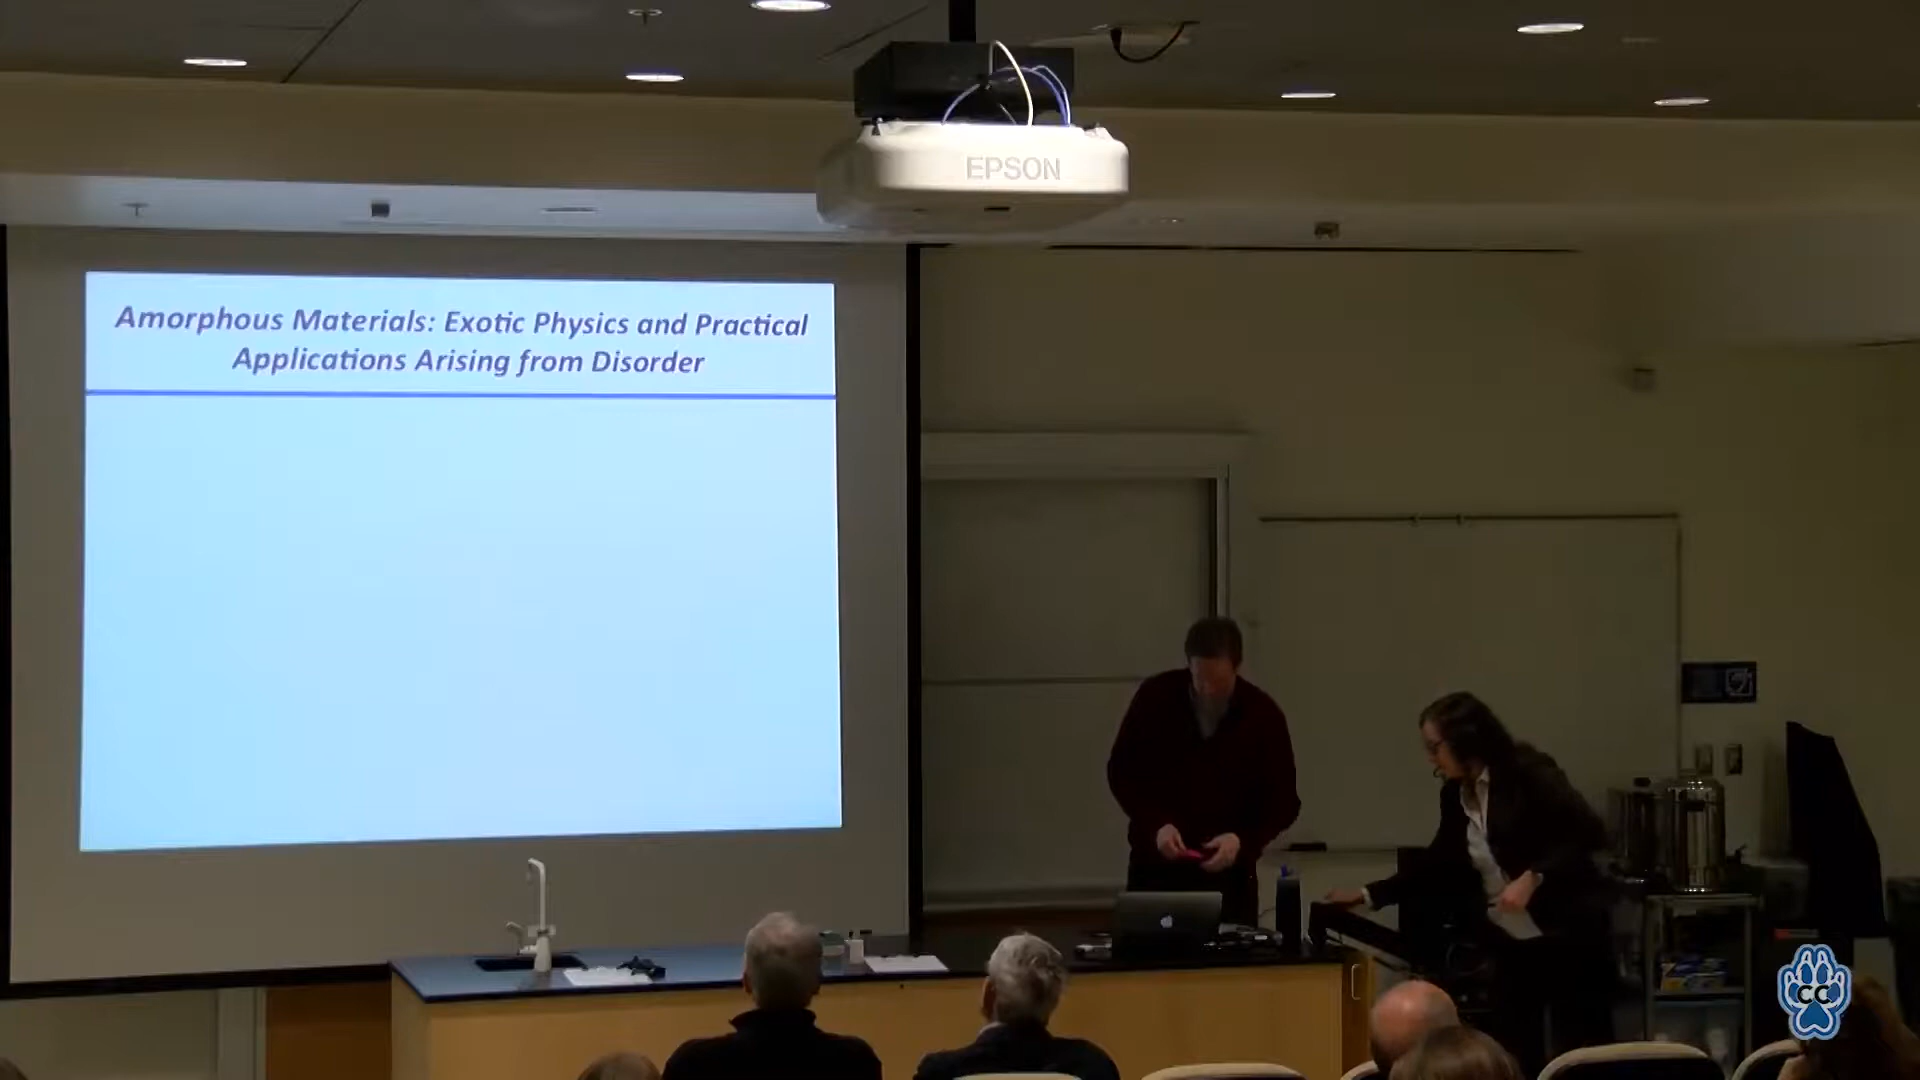 EPSON
Amorphous Materials: Exotic Physics and Practical
Applications Arising from Disorder
CC